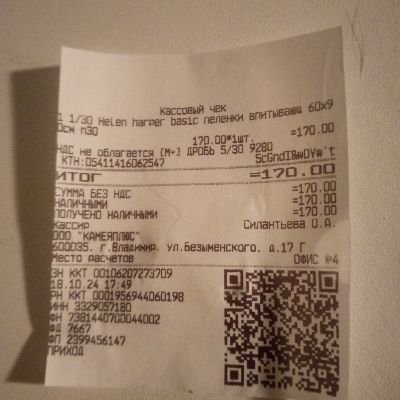 Кассовый чек
1 1/30 Helen harper basic пеленки впитывающ 60x9
0см n30
=170.00
170.00*1шт.
НДС не облагается [М+] ДРОБЬ 5/30 9280
КТН:05411416062547 5cGndI8wDYw't
ИТОГ =170.00
СУММА БЕЗ НДС =170.00
НАЛИЧНЫМИ =170.00
ПОЛУЧЕНО НАЛИЧНЫМИ =170.00
Кассир Силантьева О.А.
ООО "КАМЕЯПЛЮС"
600035, г.Владимир, ул.Безыменского, д.17 Г
Место расчетов ОФИС №4
ЗН ККТ 00106207273709
18.10.24 17:49
РН ККТ 0001956944060198
ИНН 3329057180
ФН 7381440700044002
ФД 7667
ФП 2399456147
ПРИХОД